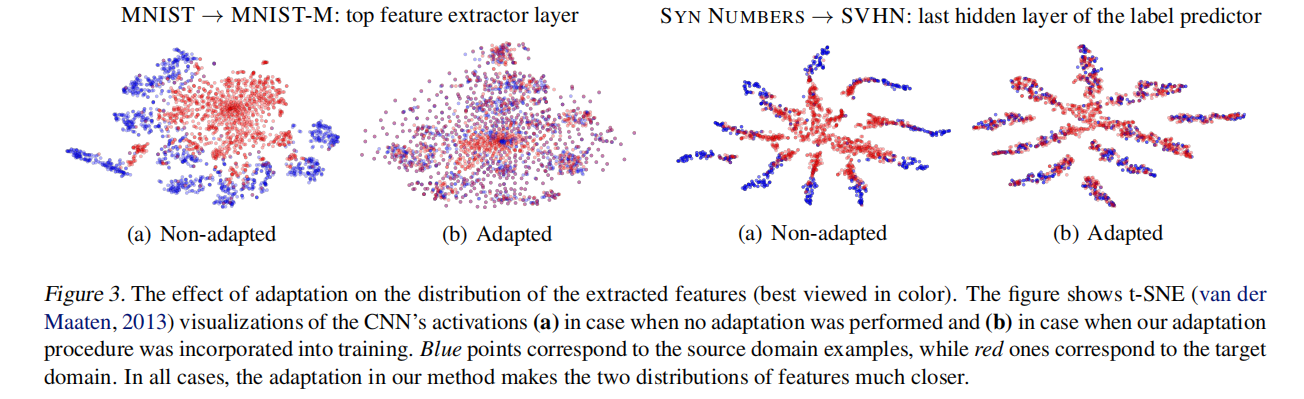 MNIST → MNIST-M: top feature extractor layer
SYN NUMBERS → SVHN: last hidden layer of the label predictor
(a) Non-adapted
(b) Adapted
(a) Non-adapted
(b) Adapted
Figure 3. The effect of adaptation on the distribution of the extracted features (best viewed in color). The figure shows t-SNE (van der
Maaten, 2013) visualizations of the CNN's activations (a) in case when no adaptation was performed and (b) in case when our adaptation
procedure was incorporated into training. Blue points correspond to the source domain examples, while red ones correspond to the target
domain. In all cases, the adaptation in our method makes the two distributions of features much closer.